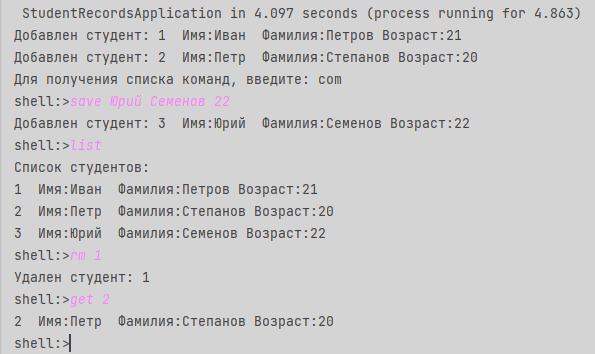 StudentRecordsApplication in 4.097 seconds (process running for 4.863)
Добавлен студент: 1  Имя:Иван  Фамилия:Петров Возраст:21
Добавлен студент: 2  Имя:Петр  Фамилия:Степанов Возраст:20
Для получения списка команд, введите: com
shell:>save Юрий Семенов 22
Добавлен студент: 3  Имя:Юрий  Фамилия:Семенов Возраст:22
shell:>list
Список студентов:
1  Имя:Иван  Фамилия:Петров Возраст:21
2  Имя:Петр  Фамилия:Степанов Возраст:20
3  Имя:Юрий  Фамилия:Семенов Возраст:22
shell:>rm 1
Удален студент: 1
shell:>get 2
2  Имя:Петр  Фамилия:Степанов Возраст:20
shell:>